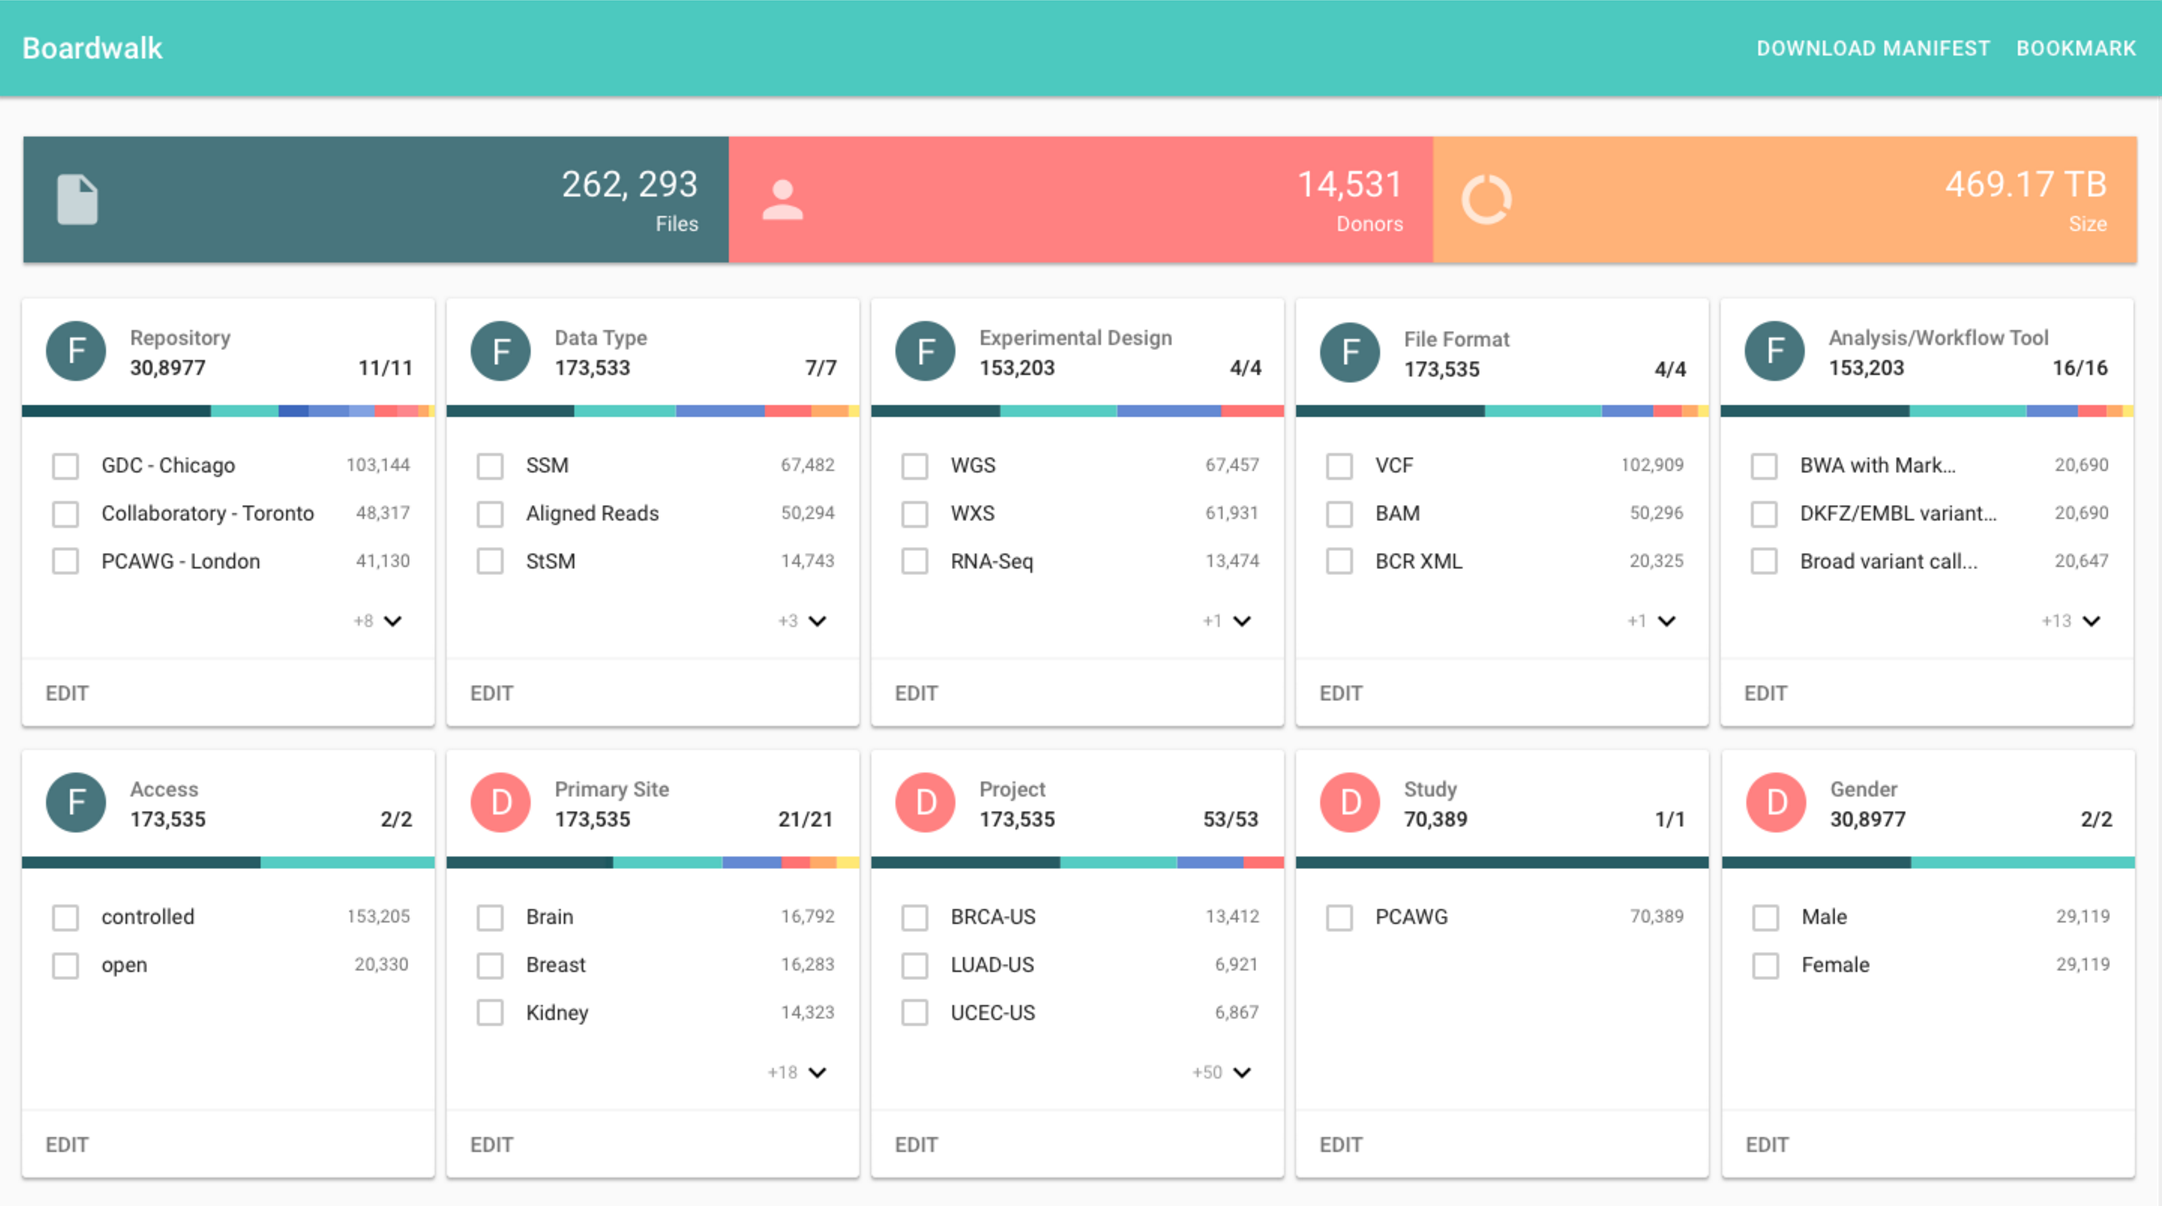 Boardwalk
DOWNLOAD MANIFEST BOOKMARK
262, 293
Files
14,531
Donors
469.17 TB
Size
F
Repository
30,8977 11/11
GDC - Chicago 103,144
Collaboratory - Toronto 48,317
PCAWG - London 41,130
+8
EDIT
F
Data Type
173,533 7/7
SSM 67,482
Aligned Reads 50,294
StSM 14,743
+3
EDIT
F
Experimental Design
153,203 4/4
WGS 67,457
WXS 61,931
RNA-Seq 13,474
+1
EDIT
F
File Format
173,535 4/4
VCF 102,909
BAM 50,296
BCR XML 20,325
+1
EDIT
F
Analysis/Workflow Tool
153,203 16/16
BWA with Mark... 20,690
DKFZ/EMBL variant... 20,690
Broad variant call... 20,647
+13
EDIT
F
Access
173,535 2/2
controlled 153,205
open 20,330
EDIT
D
Primary Site
173,535 21/21
Brain 16,792
Breast 16,283
Kidney 14,323
+18
EDIT
D
Project
173,535 53/53
BRCA-US 13,412
LUAD-US 6,921
UCEC-US 6,867
+50
EDIT
D
Study
70,389 1/1
PCAWG 70,389
EDIT
D
Gender
30,8977 2/2
Male 29,119
Female 29,119
EDIT